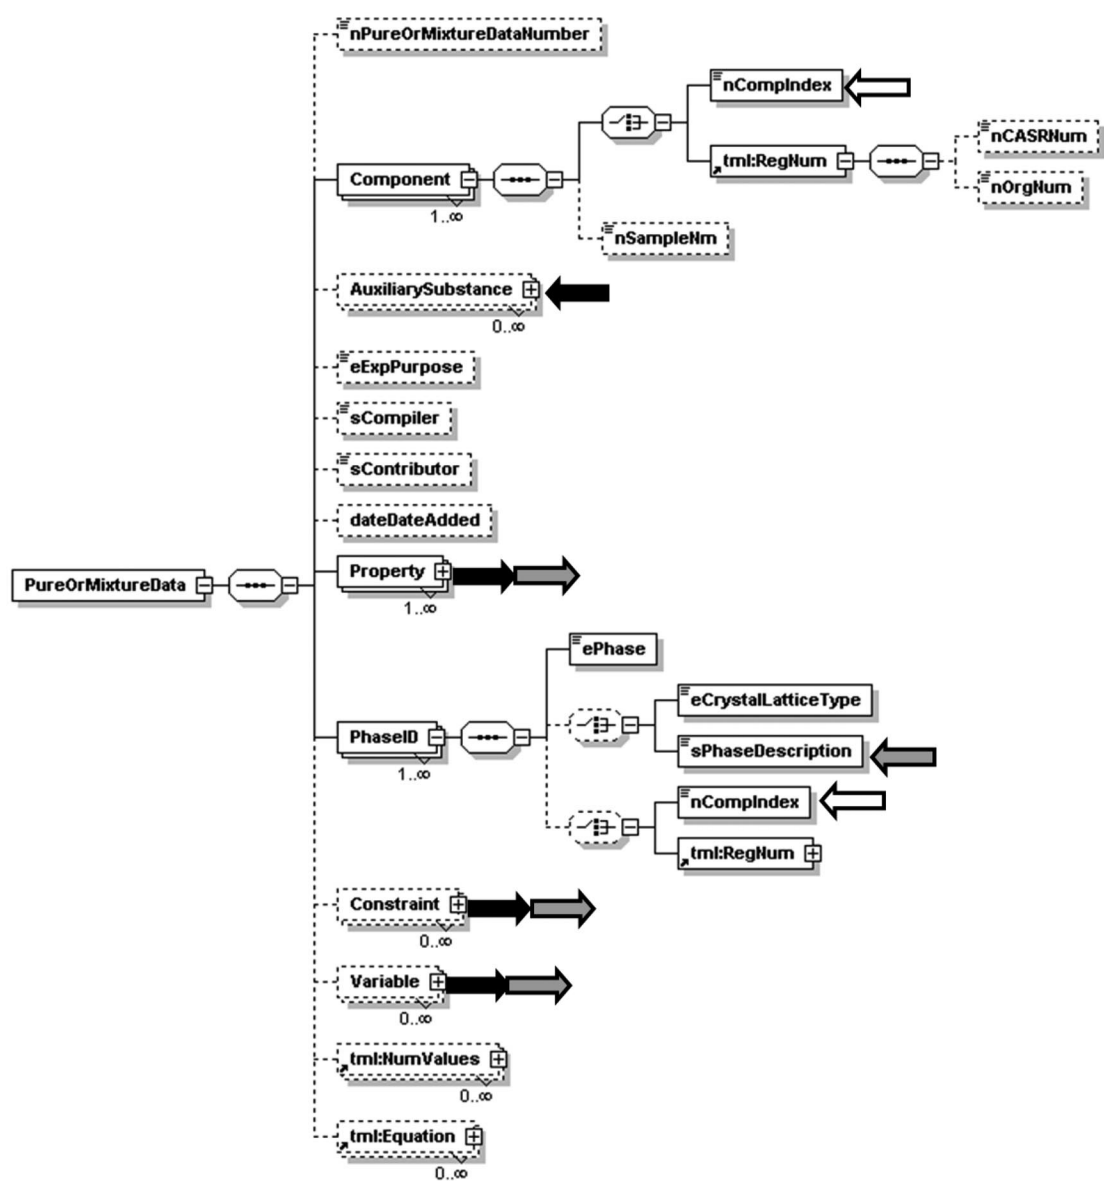 nPureOrMixtureDataNumber
nCompIndex
tml:RegNum
nCASRNum
nOrgNum
Component
1..∞
nSampleNm
AuxiliarySubstance
0..∞
eExpPurpose
sCompiler
sContributor
dateDateAdded
PureOrMixtureData
Property
1..∞
ePhase
eCrystalLatticeType
PhaseID
1..∞
sPhaseDescription
nCompIndex
tml:RegNum
Constraint
0..∞
Variable
0..∞
tml:NumValues
0..∞
tml:Equation
0..∞